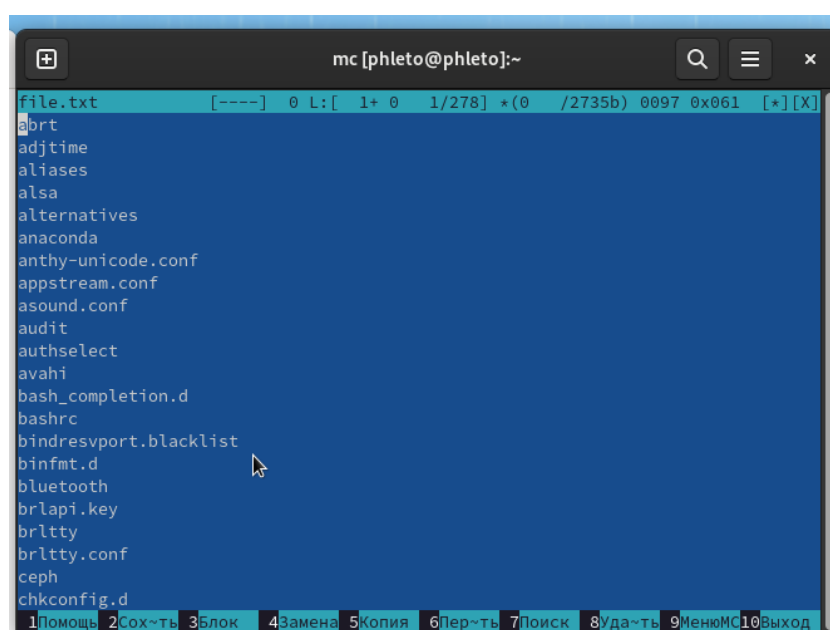 mc [phleto@phleto]:~
file.txt [----] 0 L:[ 1+ 0 1/278] *(0 /2735b) 0097 0x061 [*][X]
abrt
adjtime
aliases
alsa
alternatives
anaconda
anthy-unicode.conf
appstream.conf
asound.conf
audit
authselect
avahi
bash_completion.d
bashrc
bindresvport.blacklist
binfmt.d
bluetooth
brlapi.key
brltty
brltty.conf
ceph
chkconfig.d
1Помощь 2Сох~ть 3Блок 4Замена 5Копия 6Пер~ть 7Поиск 8Уда~ть 9МенюMC10Выход